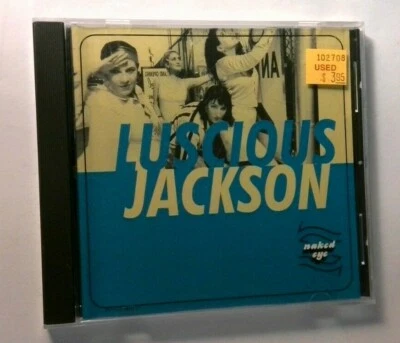 102708
USED
$ 3.95
LUSCIOUS
JACKSON
naked
eye